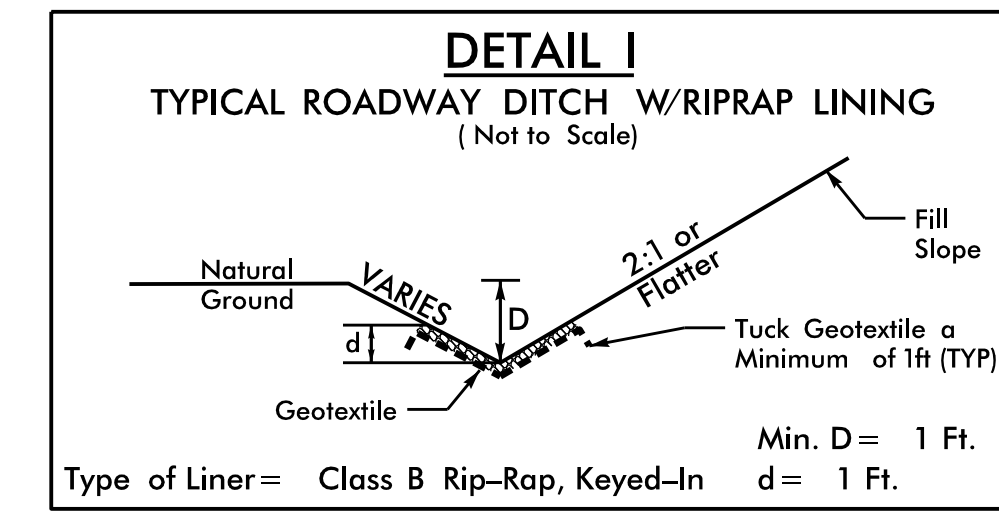 DETAIL I
TYPICAL ROADWAY DITCH W/RIPRAP LINING
( Not to Scale)
Fill
Slope
2:1 or
Flatter
Natural
Ground
VARIES
D
d
Tuck Geotextile a
Minimum of 1ft (TYP)
Geotextile
Min. D= 1 Ft.
Type of Liner= Class B Rip-Rap, Keyed-In d= 1 Ft.